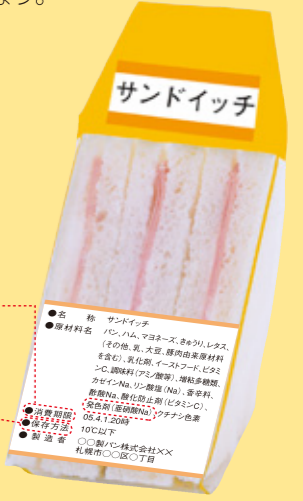 ょう。
サンドイッチ
●名　称　サンドイッチ
●原材料名　パン、ハム、マヨネーズ、きゅうり、レタス、
(その他、乳、大豆、豚肉由来原材料
を含む)、乳化剤、イーストフード、ビタミ
ンC、調味料(アミノ酸等)、増粘多糖類、
カゼインNa、リン酸塩(Na)、香辛料、
酢酸Na、酸化防止剤(ビタミンC)、
発色剤(亜硝酸Na)、クチナシ色素
●消費期限　05.4.1.20時
●保存方法　10℃以下
●製造者　○○製パン株式会社××
札幌市○○区○丁目